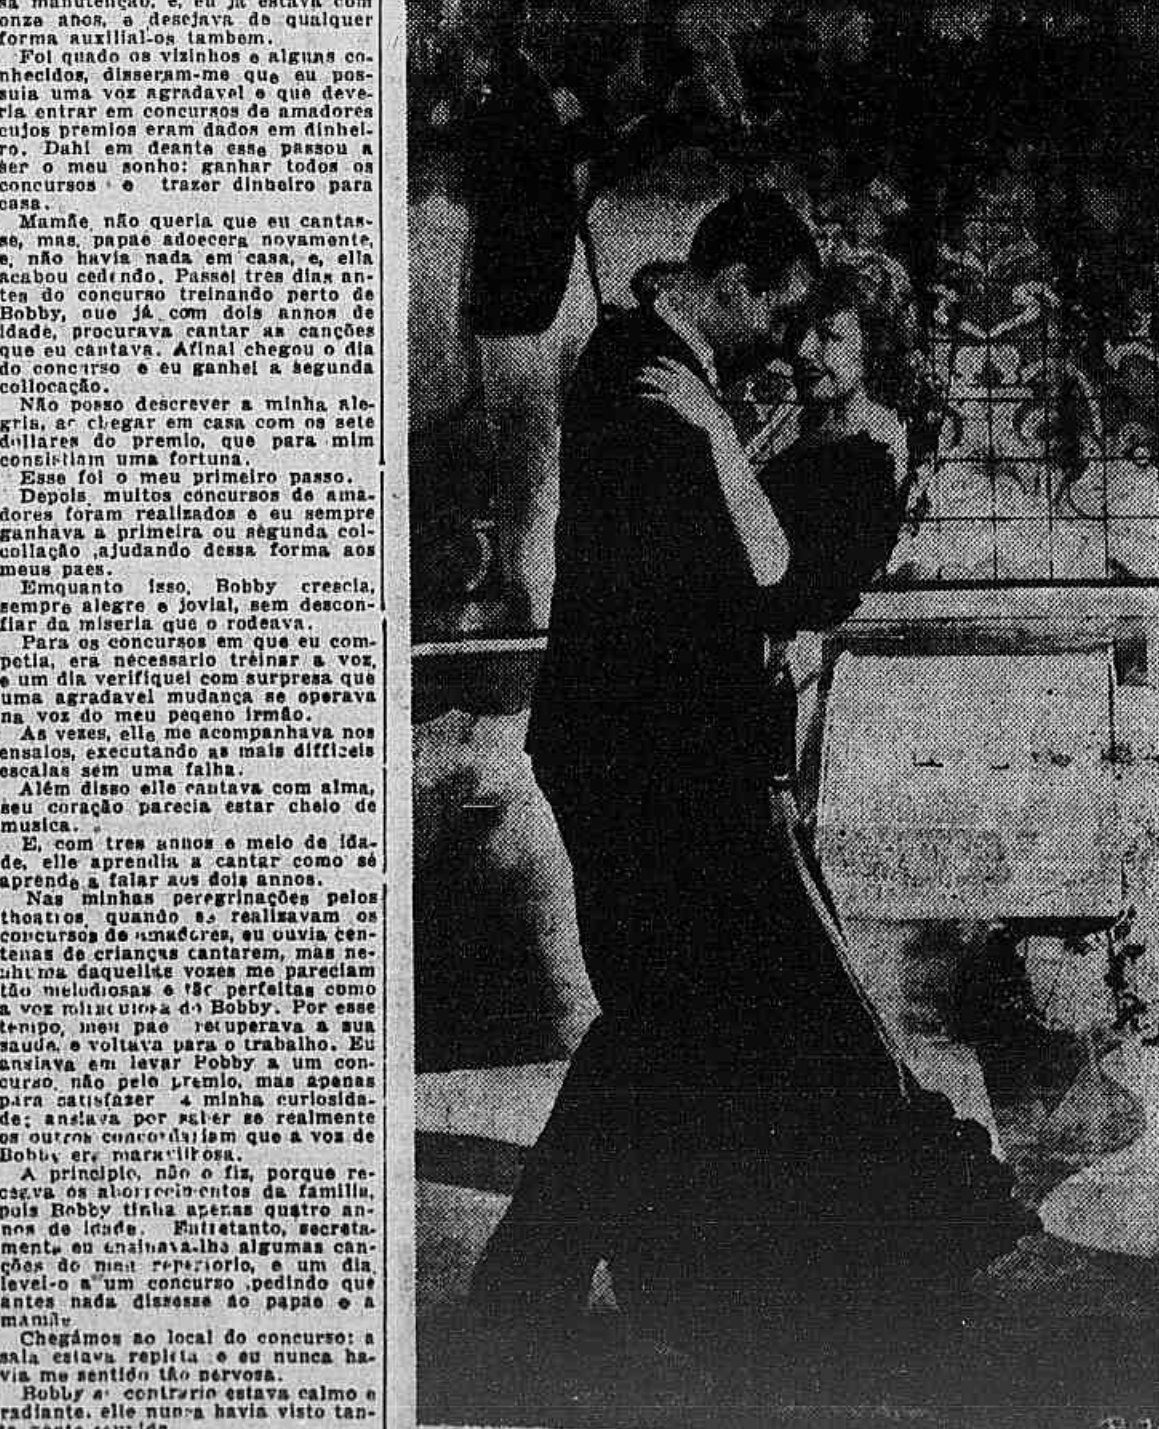 sa manutenção, e, eu já estava com
onze anos, e desejava de qualquer
forma auxilial-os tambem.
Foi quado os vizinhos e alguns co-
nhecidos, disseram-me que eu pos-
suia uma voz agradavel e que deve-
ria entrar em concursos de amadores
cujos premios eram dados em dinhei-
ro. Dahi em deante esse passou a
ser o meu sonho: ganhar todos os
concursos e trazer dinheiro para
casa.
Mamãe não queria que eu cantas-
se, mas, papae adoecera novamente,
e, não havia nada em casa, e, ella
acabou cedendo. Passei tres dias an-
tes do concurso treinando perto de
Bobby, que já com dois annos de
idade, procurava cantar as canções
que eu cantava. Afinal chegou o dia
do concurso e eu ganhei a segunda
collocação.
Não posso descrever a minha ale-
gria, ao chegar em casa com os sete
dollares do premio, que para mim
consistiam uma fortuna.
Esse foi o meu primeiro passo.
Depois muitos concursos de ama-
dores foram realizados e eu sempre
ganhava a primeira ou segunda col-
collação ,ajudando dessa forma aos
meus paes.
Emquanto isso, Bobby crescia,
sempre alegre e jovial, sem descon-
fiar da miseria que o rodeava.
Para os concursos em que eu com-
petia, era necessario treinar a voz,
e um dia verifiquei com surpresa que
uma agradavel mudança se operava
na voz do meu peqeno irmão.
As vezes, elle me acompanhava nos
ensaios, executando as mais difficeis
escalas sem uma falha.
Além disso elle cantava com alma,
seu coração parecia estar cheio de
musica.
E, com tres annos e meio de ida-
de, elle aprendia a cantar como se
aprende a falar aos dois annos.
Nas minhas peregrinações pelos
theatros, quando se realizavam os
concursos de amadores, eu ouvia cen-
tenas de crianças cantarem, mas ne-
nhuma daquellas vozes me pareciam
tão melodiosas e tão perfeitas como
a voz miraculosa do Bobby. Por esse
tempo, meu pae recuperava a sua
saude, e voltava para o trabalho. Eu
ansiava em levar Bobby a um con-
curso, não pelo premio, mas apenas
para satisfazer a minha curiosida-
de; ansiava por saber se realmente
os outros concordariam que a voz de
Bobby era maravilhosa.
A principio, não o fiz, porque re-
ceava os aborrecimentos da familia,
pois Bobby tinha apenas quatro an-
nos de idade. Entretanto, secreta-
mente eu ensinava-lhe algumas can-
ções do meu repertorio, e um dia
levei-o a um concurso ,pedindo que
antes nada dissesse ao papae e a
mamãe
Chegámos ao local do concurso: a
sala estava repleta e eu nunca ha-
via me sentido tão nervosa.
Bobby ao contrario estava calmo e
radiante, elle nunca havia visto tan-